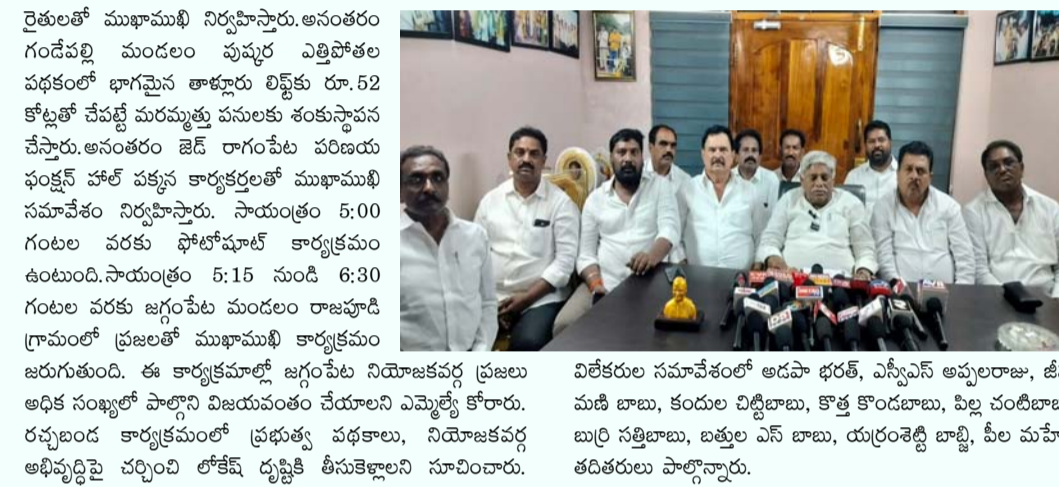 రైతులతో ముఖాముఖి నిర్వహిస్తారు.అనంతరం
గండేపల్లి మండలం పుష్కర ఎత్తిపోతల
పథకంలో భాగమైన తాళ్లూరు లిఫ్ట్‌కు రూ.52
కోట్లతో చేపట్టే మరమ్మత్తు పనులకు శంకుస్థాపన
చేస్తారు.అనంతరం జెడ్ రాగంపేట పరిణయ
ఫంక్షన్ హాల్ పక్కన కార్యకర్తలతో ముఖాముఖి
సమావేశం నిర్వహిస్తారు. సాయంత్రం 5:00
గంటల వరకు ఫోటోషూట్ కార్యక్రమం
ఉంటుంది.సాయంత్రం 5:15 నుండి 6:30
గంటల వరకు జగ్గంపేట మండలం రాజపూడి
గ్రామంలో ప్రజలతో ముఖాముఖి కార్యక్రమం
జరుగుతుంది. ఈ కార్యక్రమాల్లో జగ్గంపేట నియోజకవర్గ ప్రజలు
అధిక సంఖ్యలో పాల్గొని విజయవంతం చేయాలని ఎమ్మెల్యే కోరారు.
రచ్చబండ కార్యక్రమంలో ప్రభుత్వ పథకాలు, నియోజకవర్గ
అభివృద్ధిపై చర్చించి లోకేష్ దృష్టికి తీసుకెళ్లాలని సూచించారు.
విలేకరుల సమావేశంలో అడపా భరత్, ఎస్వీఎస్ అప్పలరాజు,
మణి బాబు, కందుల చిట్టిబాబు, కొత్త కొండబాబు, పిల్ల చంటిబాబు
బుర్రి సత్తిబాబు, బత్తుల ఎస్ బాబు, యర్రంశెట్టి బాబ్జి, పీల
తదితరులు పాల్గొన్నారు.